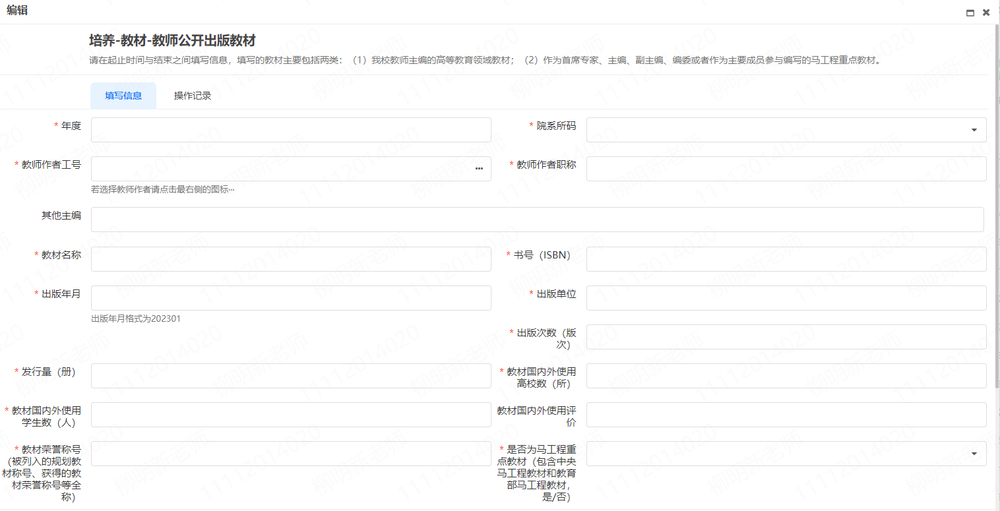 编辑
培养-教材-教师公开出版教材
请在起止时间与结束之间填写信息，填写的教材主要包括两类：（1）我校教师主编的高等教育领域教材；（2）作为首席专家、主编、副主编、编委或者作为主要成员参与编写的马工程重点教材。
填写信息 操作记录
* 年度
* 院系所码
* 教师作者工号
* 教师作者职称
若选择教师作者请点击最右侧的图标···
其他主编
* 教材名称
* 书号（ISBN）
* 出版年月
* 出版单位
出版年月格式为202301
* 出版次数（版
次）
* 发行量（册）
* 教材国内外使用
高校数（所）
* 教材国内外使用
学生数（人）
教材国内外使用评
价
* 教材荣誉称号
（被列入的规划教
材称号、获得的教
材荣誉称号等全
称）
* 是否为马工程重
点教材（包含中央
马工程教材和教育
部马工程教材，
是/否）
柳明新老师
11112014020